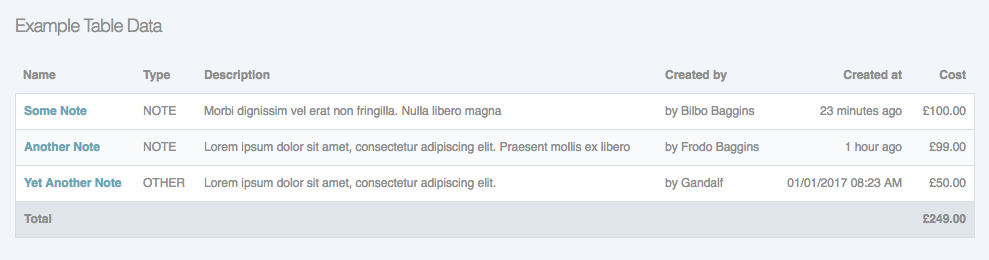 Example Table Data
Name Type Description Created by Created at Cost
Some Note NOTE Morbi dignissim vel erat non fringilla. Nulla libero magna by Bilbo Baggins 23 minutes ago £100.00
Another Note NOTE Lorem ipsum dolor sit amet, consectetur adipiscing elit. Praesent mollis ex libero by Frodo Baggins 1 hour ago £99.00
Yet Another Note OTHER Lorem ipsum dolor sit amet, consectetur adipiscing elit. by Gandalf 01/01/2017 08:23 AM £50.00
Total £249.00